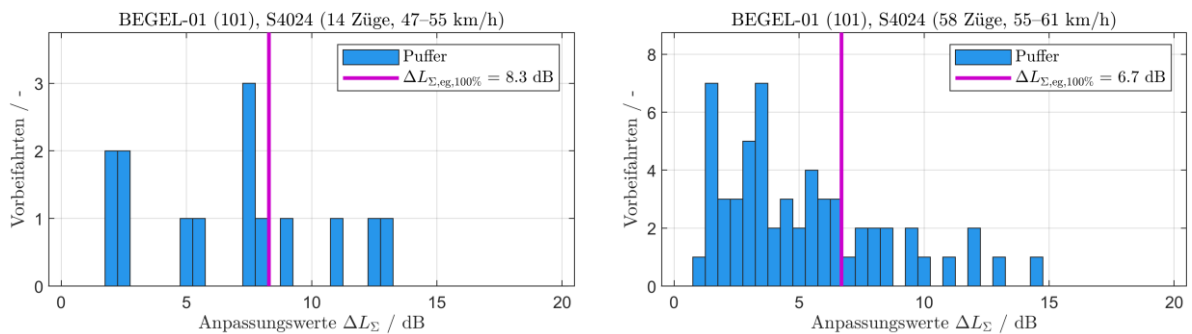 BEGEL-01 (101), S4024 (14 Züge, 47–55 km/h)
Puffer
ΔL_{Σ,eg,100%} = 8.3 dB
3
2
1
0
Vorbeifahrten / -
0 5 10 15 20
Anpassungswerte ΔL_Σ / dB
BEGEL-01 (101), S4024 (58 Züge, 55–61 km/h)
Puffer
ΔL_{Σ,eg,100%} = 6.7 dB
8
6
4
2
0
Vorbeifahrten / -
0 5 10 15 20
Anpassungswerte ΔL_Σ / dB